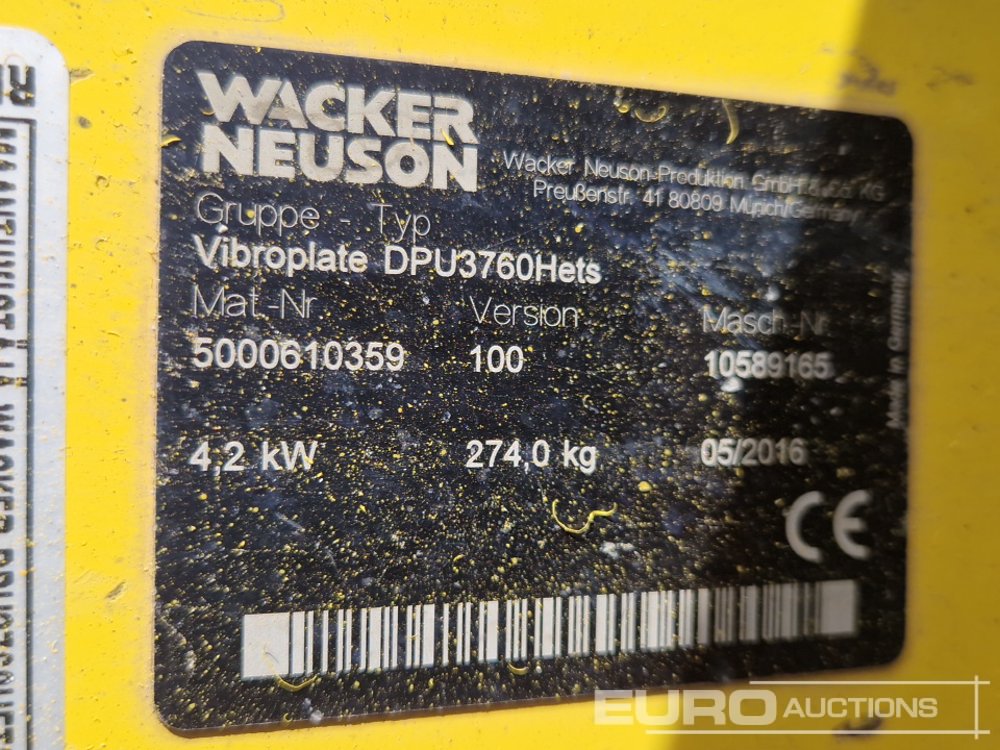 WACKER
NEUSON
Wacker Neuson Produktion GmbH & Co. KG
Preußenstr. 41 80809 Munich/Germany
Gruppe - Typ
Vibroplate DPU3760Hets
Mat.-Nr Version Masch.-Nr.
5000610359 100 10589165
4,2 kW 274,0 kg 05/2016
Made in Germany
CE
EURO AUCTIONS